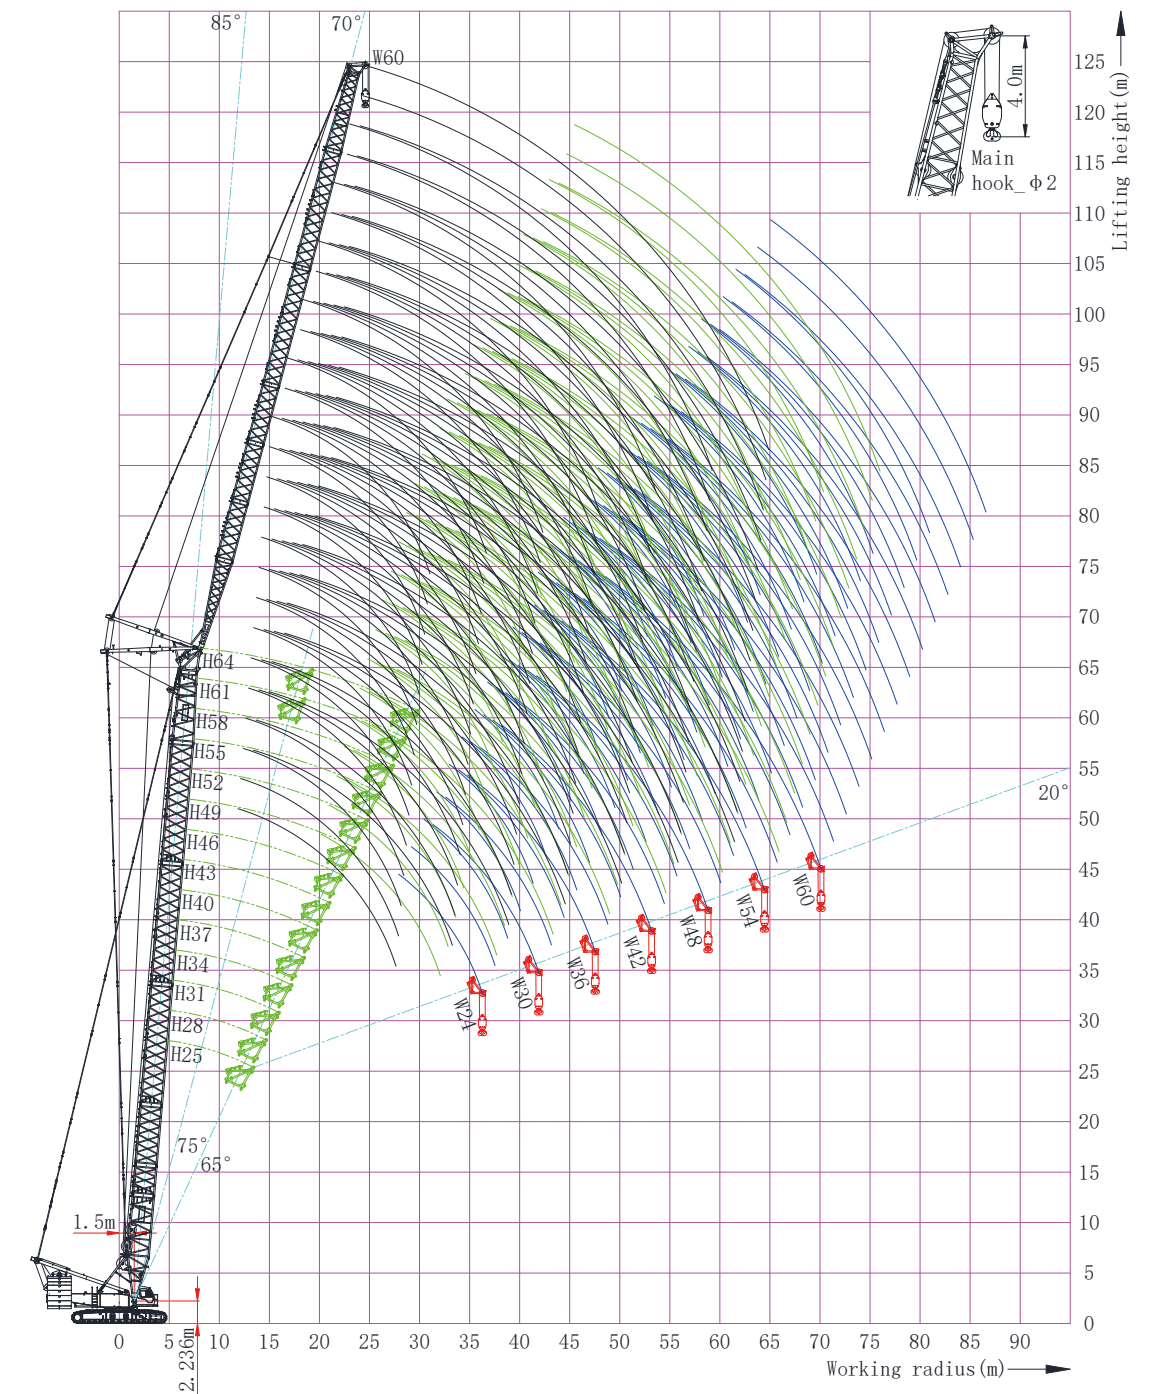 85°
70°
W60
4.0m
Main
hook_ϕ2
125
120
115
110
105
100
95
90
85
80
75
70
65
60
55
50
45
40
35
30
25
20
15
10
5
0
Lifting height(m)
H64
H61
H58
H55
H52
H49
H46
H43
H40
H37
H34
H31
H28
H25
20°
W60
W54
W48
W42
W36
W30
W24
75°
65°
1.5m
2.236m
0 5 10 15 20 25 30 35 40 45 50 55 60 65 70 75 80 85 90
Working radius(m)